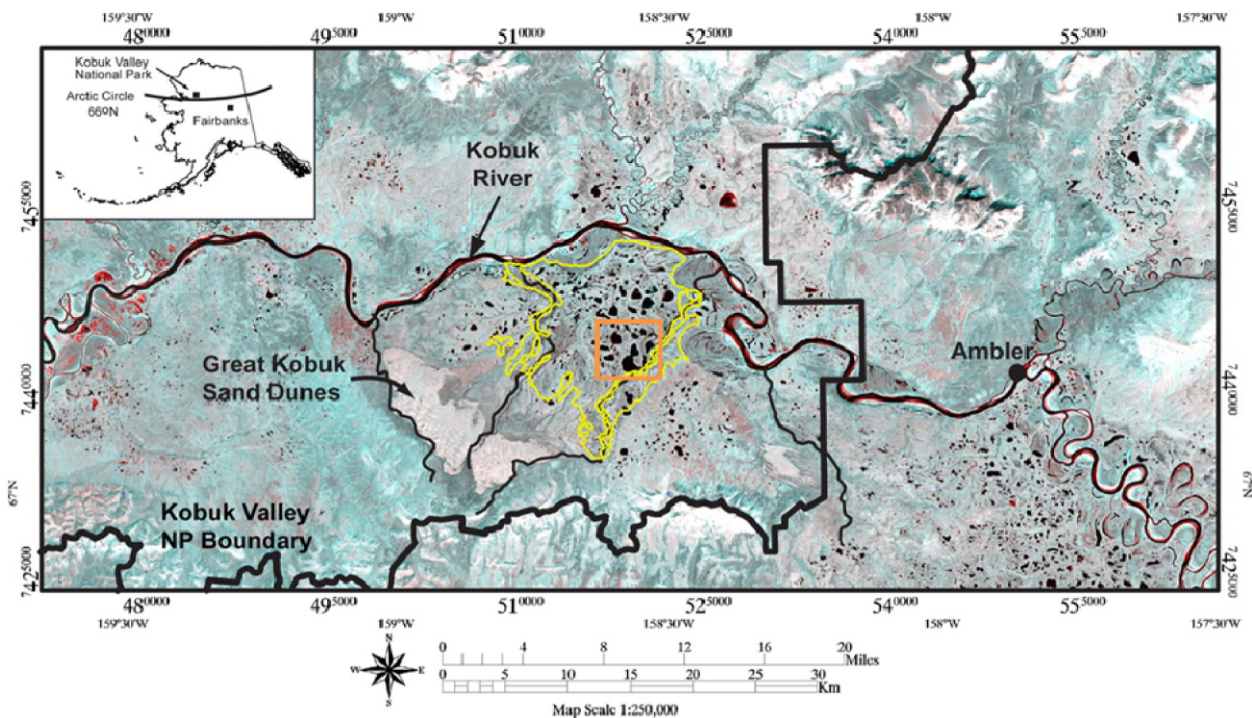 159°30'W 159°W 158°30'W 158°W 157°30'W
48⁰⁰⁰⁰ 49⁵⁰⁰⁰ 51⁰⁰⁰⁰ 52⁵⁰⁰⁰ 54⁰⁰⁰⁰ 55⁵⁰⁰⁰
Kobuk Valley
National Park
Arctic Circle
66ON
Fairbanks
Kobuk
River
745⁵⁰⁰⁰ 745⁵⁰⁰⁰
Great Kobuk
Sand Dunes
Ambler
744⁰⁰⁰⁰ 744⁰⁰⁰⁰
67°N 67°N
Kobuk Valley
NP Boundary
742⁵⁰⁰⁰ 742⁵⁰⁰⁰
48⁰⁰⁰⁰ 49⁵⁰⁰⁰ 51⁰⁰⁰⁰ 52⁵⁰⁰⁰ 54⁰⁰⁰⁰ 55⁵⁰⁰⁰
159°30'W 159°W 158°30'W 158°W 157°30'W
N
W E
S
0 4 8 12 16 20
Miles
0 5 10 15 20 25 30
Km
Map Scale 1:250,000